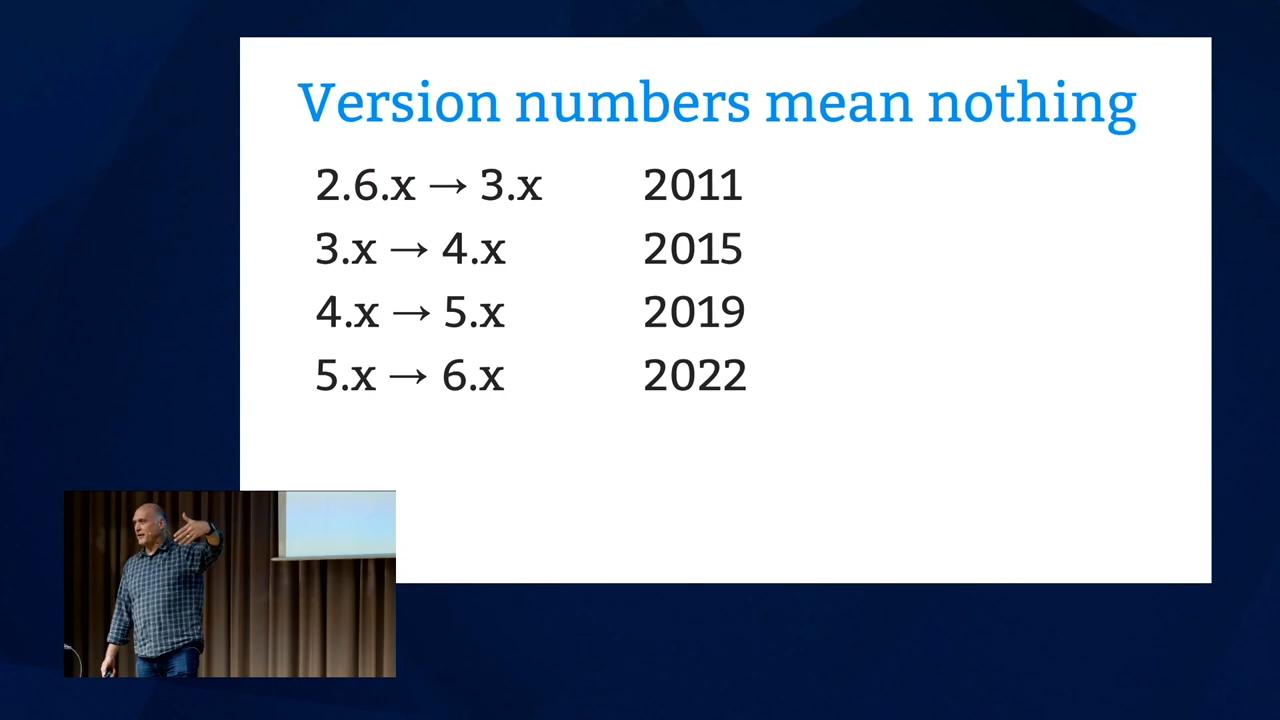 Version numbers mean nothing
2.6.x → 3.x 2011
3.x → 4.x 2015
4.x → 5.x 2019
5.x → 6.x 2022